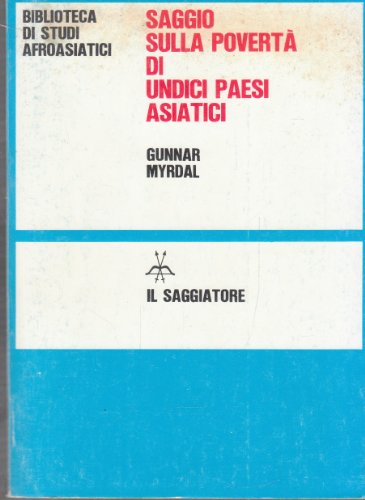 BIBLIOTECA
DI STUDI
AFROASIATICI
SAGGIO
SULLA POVERTÀ
DI
UNDICI PAESI
ASIATICI
GUNNAR
MYRDAL
IL SAGGIATORE